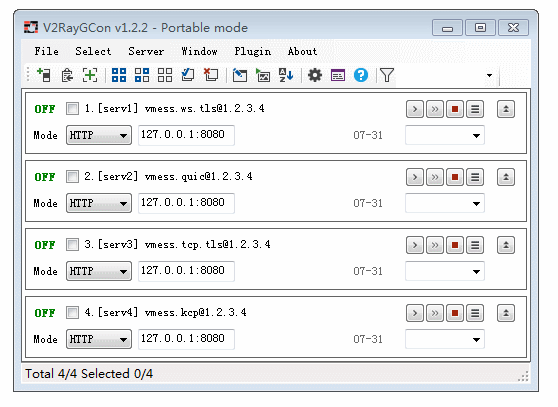 V2RayGCon v1.2.2 - Portable mode
File Select Server Window Plugin About
OFF 1.[serv1] vmess.ws.tls@1.2.3.4
Mode HTTP 127.0.0.1:8080 07-31
OFF 2.[serv2] vmess.quic@1.2.3.4
Mode HTTP 127.0.0.1:8080 07-31
OFF 3.[serv3] vmess.tcp.tls@1.2.3.4
Mode HTTP 127.0.0.1:8080 07-31
OFF 4.[serv4] vmess.kcp@1.2.3.4
Mode HTTP 127.0.0.1:8080 07-31
Total 4/4 Selected 0/4